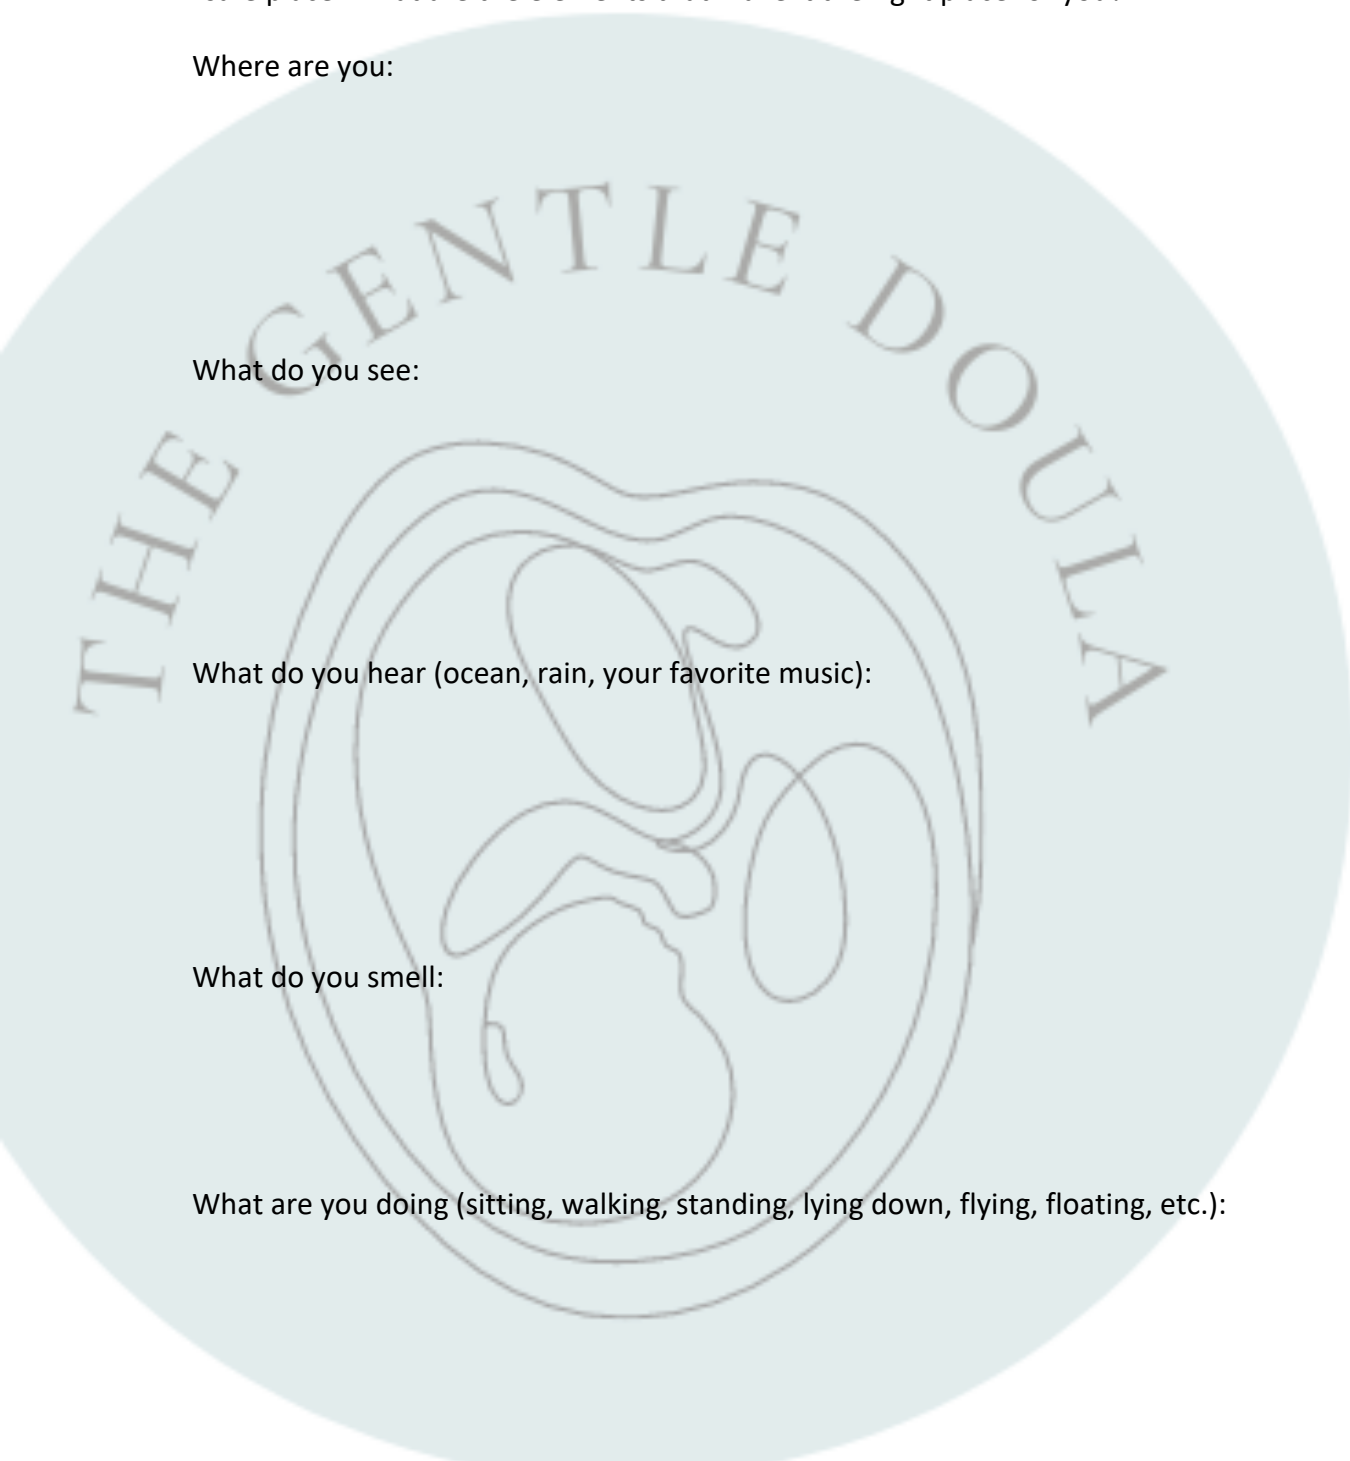 Where are you:
THE GENTLE DOULA
What do you see:
What do you hear (ocean, rain, your favorite music):
What do you smell:
What are you doing (sitting, walking, standing, lying down, flying, floating, etc.):